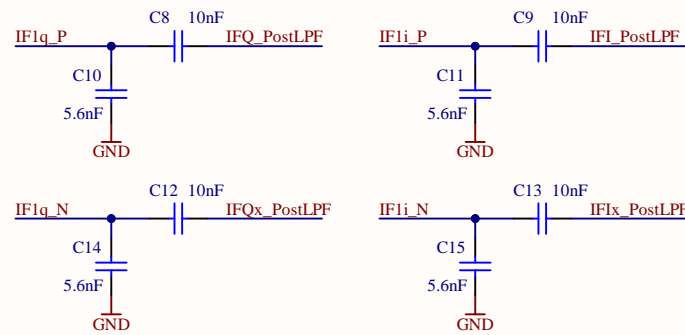 C8 10nF
IF1q_P IFQ_PostLPF
C10
5.6nF
GND
C9 10nF
IF1i_P IFI_PostLPF
C11
5.6nF
GND
C12 10nF
IF1q_N IFQx_PostLPF
C14
5.6nF
GND
C13 10nF
IF1i_N IFIx_PostLPF
C15
5.6nF
GND